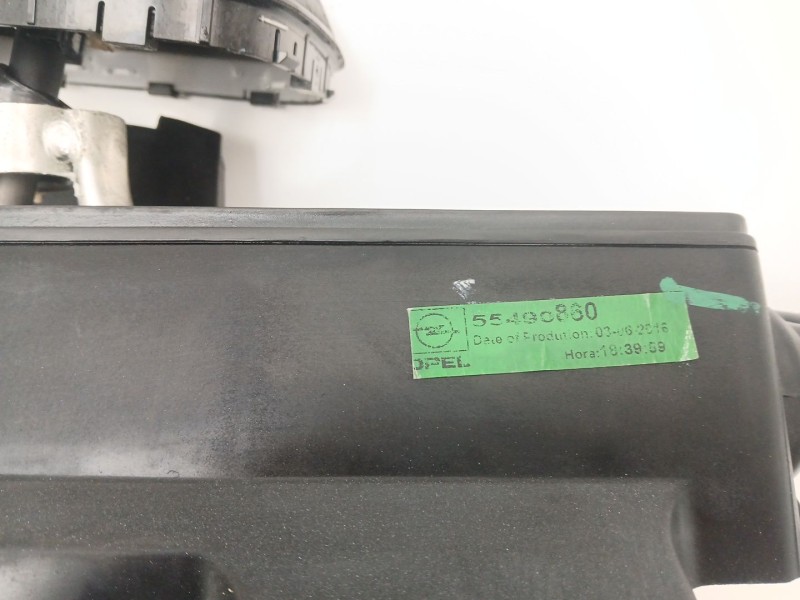 55490860
Date of Prodution: 03-06-2016
Hora:18:39:59
OPEL